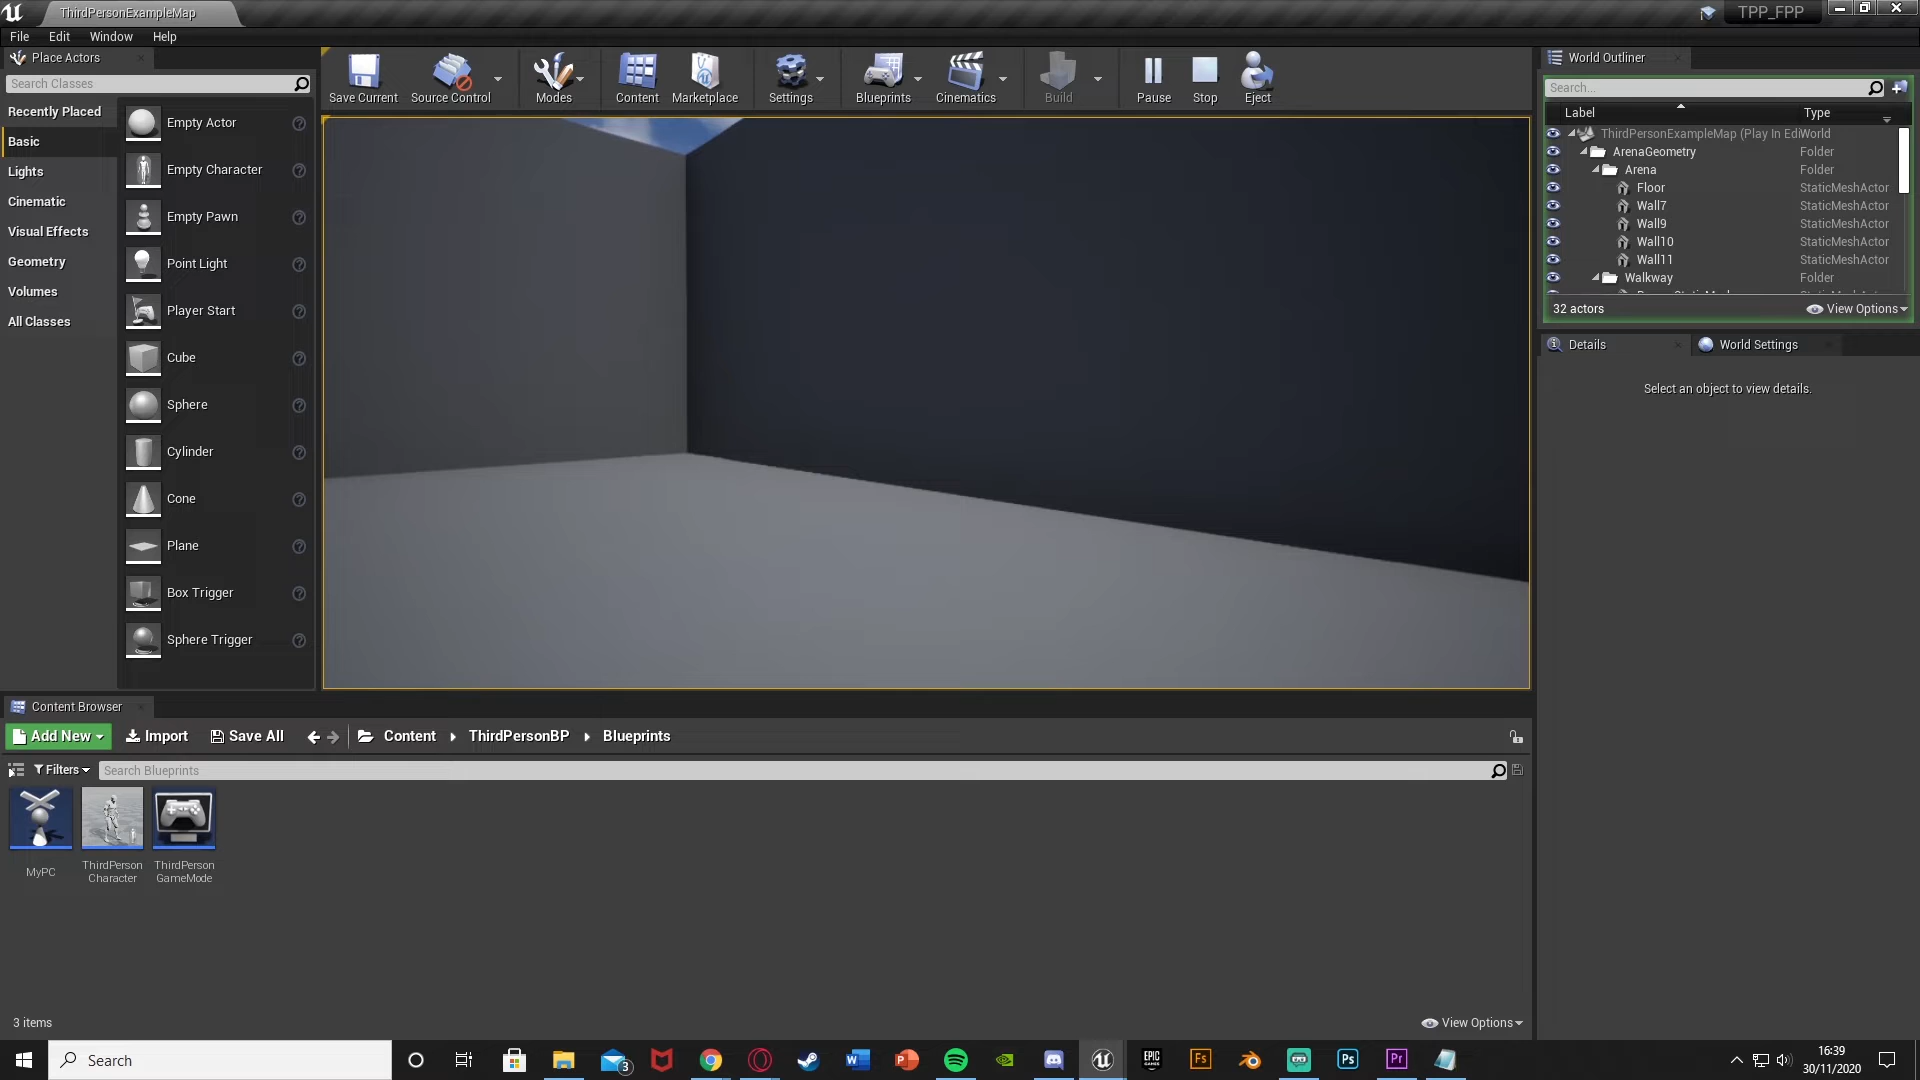 ThirdPersonExampleMap
TPP_FPP
File Edit Window Help
Place Actors
Search Classes
Recently Placed
Basic
Lights
Cinematic
Visual Effects
Geometry
Volumes
All Classes
Empty Actor
Empty Character
Empty Pawn
Point Light
Player Start
Cube
Sphere
Cylinder
Cone
Plane
Box Trigger
Sphere Trigger
Save Current Source Control Modes Content Marketplace Settings Blueprints Cinematics Build Pause Stop Eject
World Outliner
Search...
Label Type
ThirdPersonExampleMap (Play In Edi World
ArenaGeometry Folder
Arena Folder
Floor StaticMeshActor
Wall7 StaticMeshActor
Wall9 StaticMeshActor
Wall10 StaticMeshActor
Wall11 StaticMeshActor
Walkway Folder
32 actors View Options
Details World Settings
Select an object to view details.
Content Browser
Add New Import Save All Content ThirdPersonBP Blueprints
Filters Search Blueprints
MyPC
ThirdPerson
Character
ThirdPerson
GameMode
3 items View Options
Search
3
EPIC
GAMES
Fs
Ps
Pr
16:39
30/11/2020